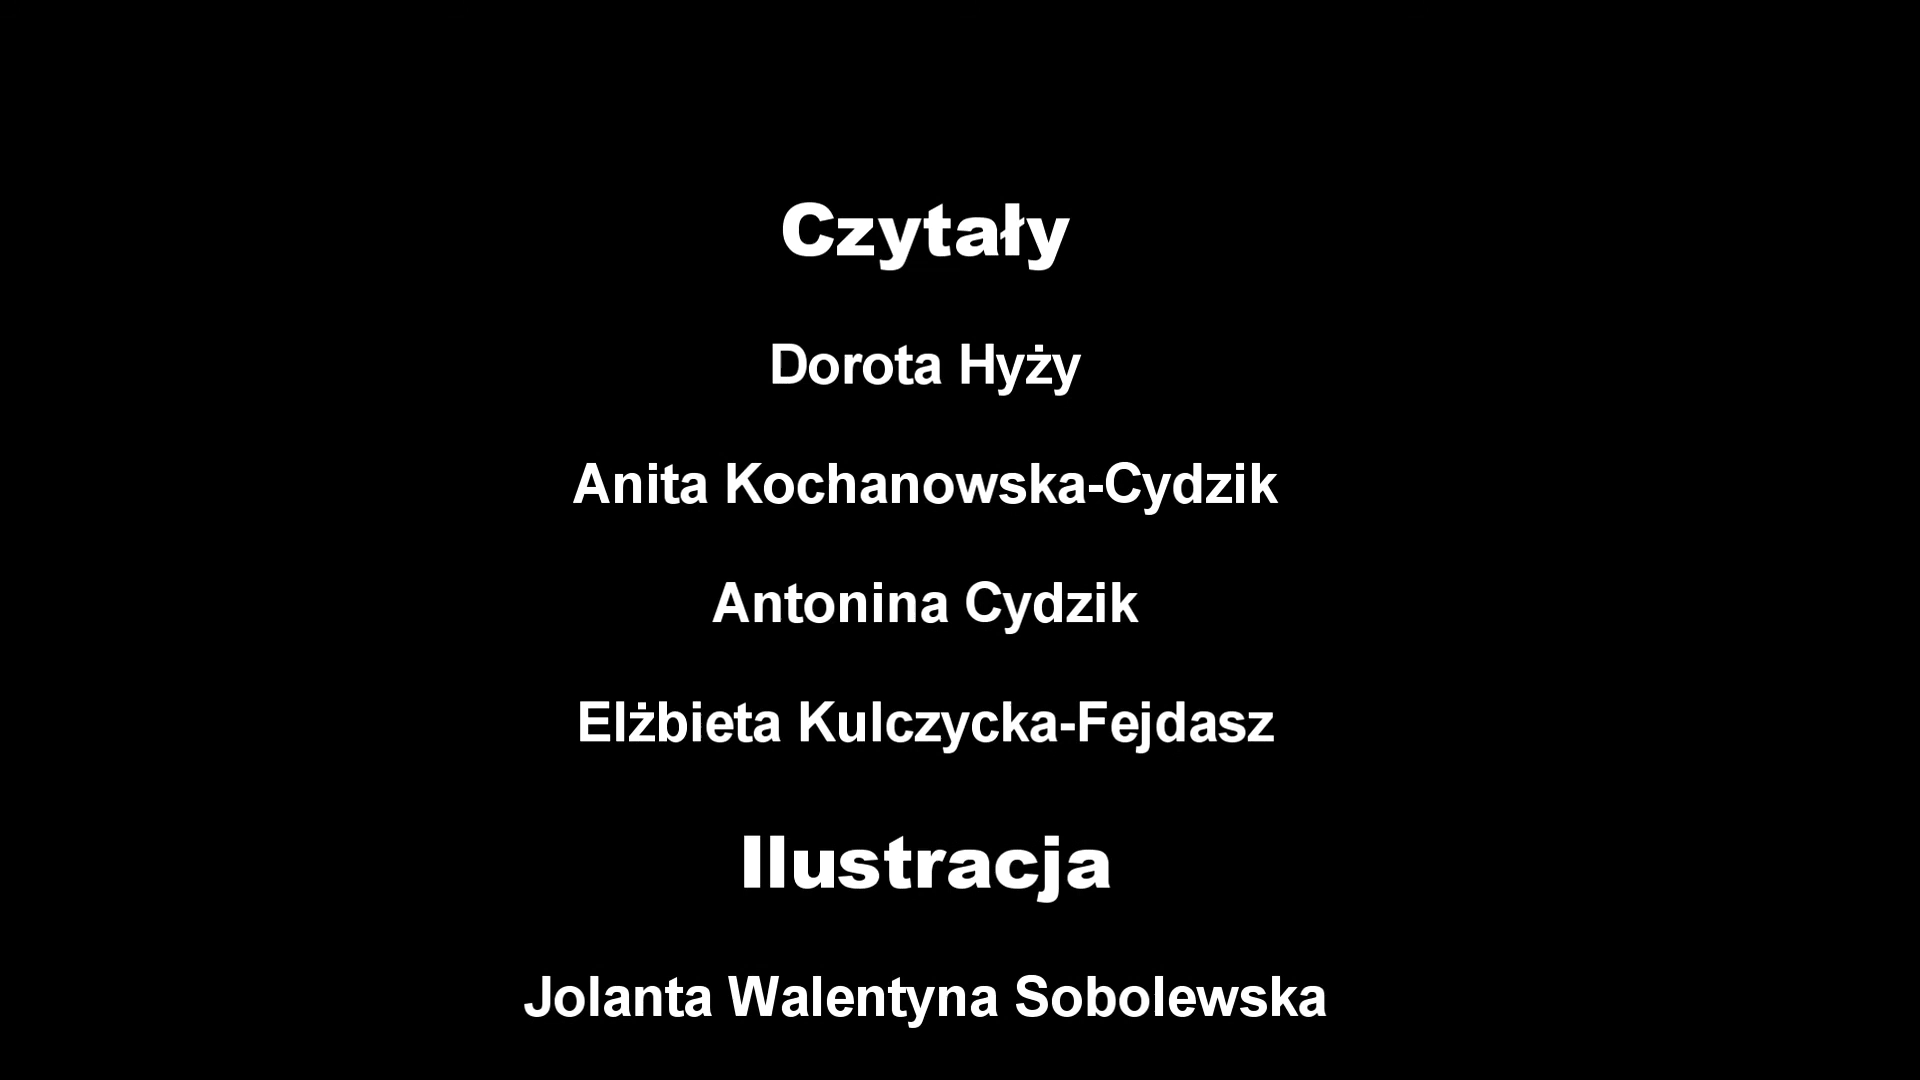 Czytały
Dorota Hyży
Anita Kochanowska-Cydzik
Antonina Cydzik
Elżbieta Kulczycka-Fejdasz
Ilustracja
Jolanta Walentyna Sobolewska